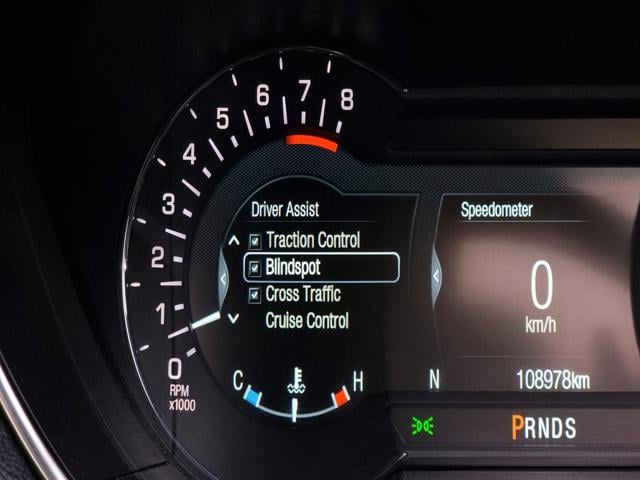 8
7
6
5
4
3
2
1
0
RPM
x1000
Driver Assist
Traction Control
Blindspot
Cross Traffic
Cruise Control
C H
Speedometer
0
km/h
N 108978km
PRNDS